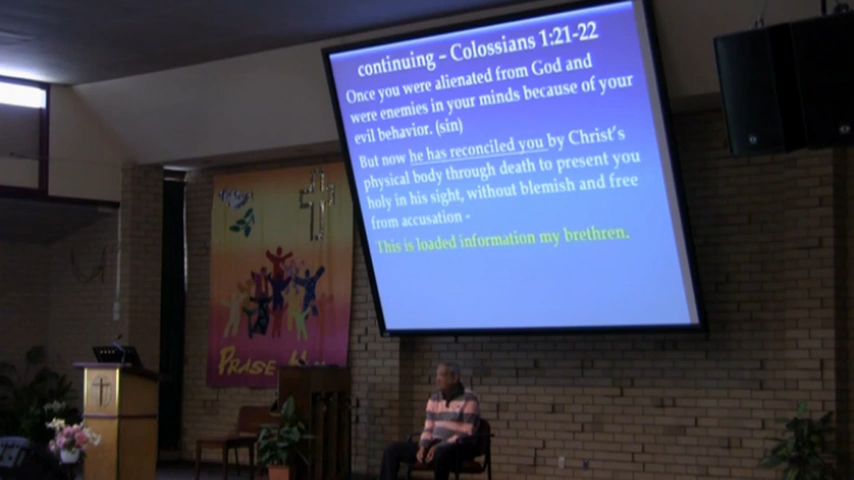 continuing – Colossians 1:21-22
Once you were alienated from God and
were enemies in your minds because of your
evil behavior. (sin)
But now he has reconciled you by Christ's
physical body through death to present you
holy in his sight, without blemish and free
from accusation -
This is loaded information my brethren.
PRAISE